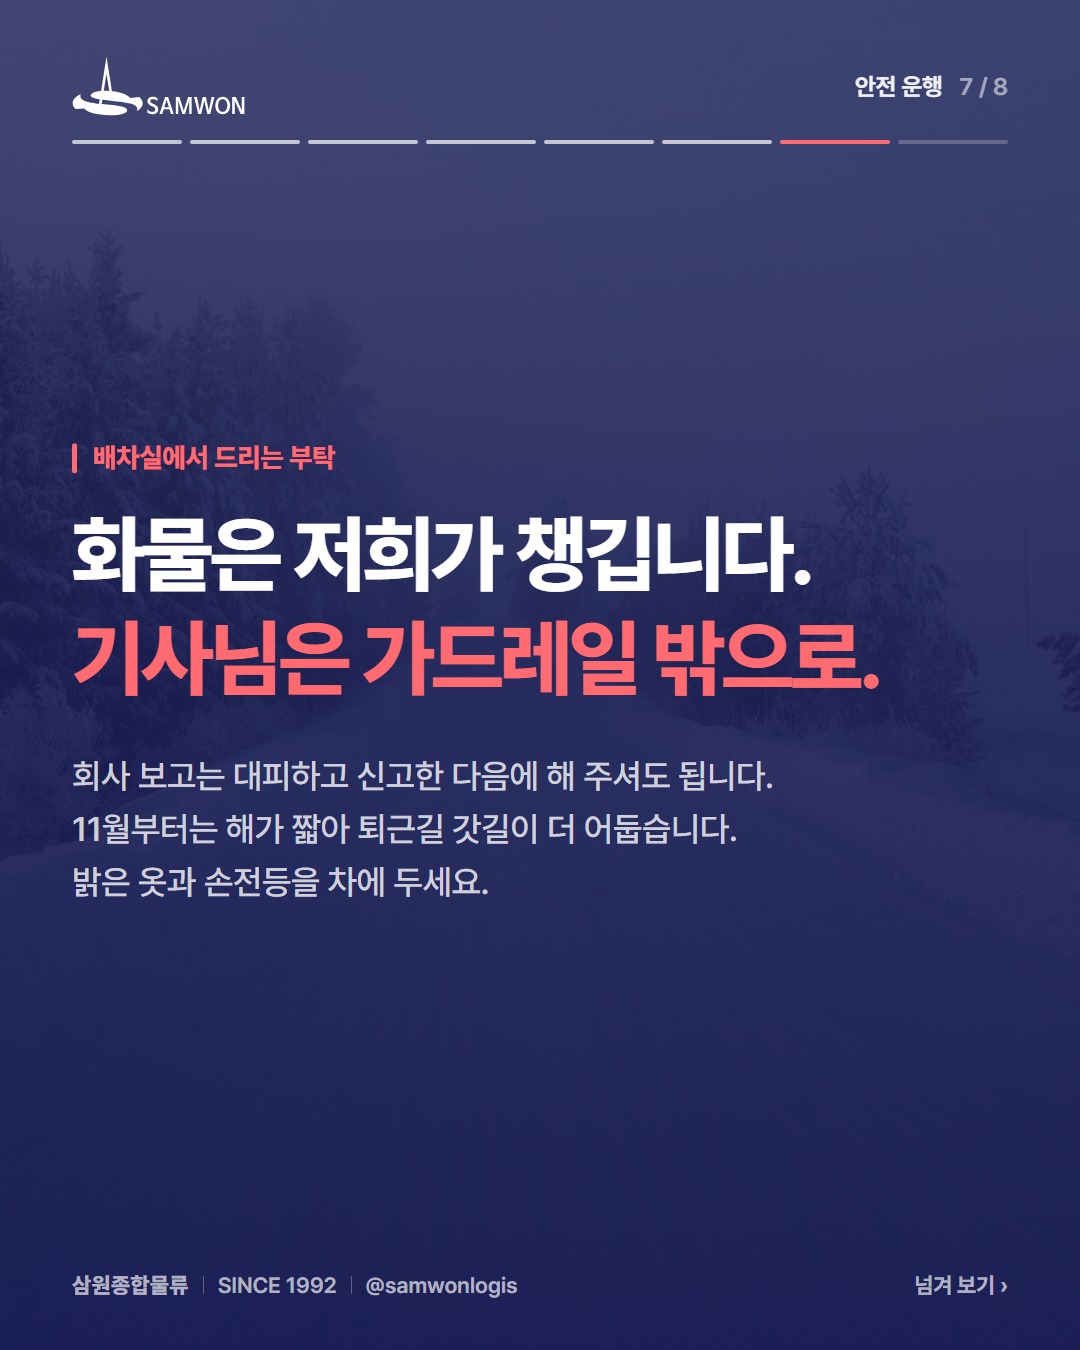 SAMWON
안전 운행 7 / 8
배차실에서 드리는 부탁
화물은 저희가 챙깁니다.
기사님은 가드레일 밖으로.
회사 보고는 대피하고 신고한 다음에 해 주셔도 됩니다.
11월부터는 해가 짧아 퇴근길 갓길이 더 어둡습니다.
밝은 옷과 손전등을 차에 두세요.
삼원종합물류 | SINCE 1992 | @samwonlogis
넘겨 보기 ›